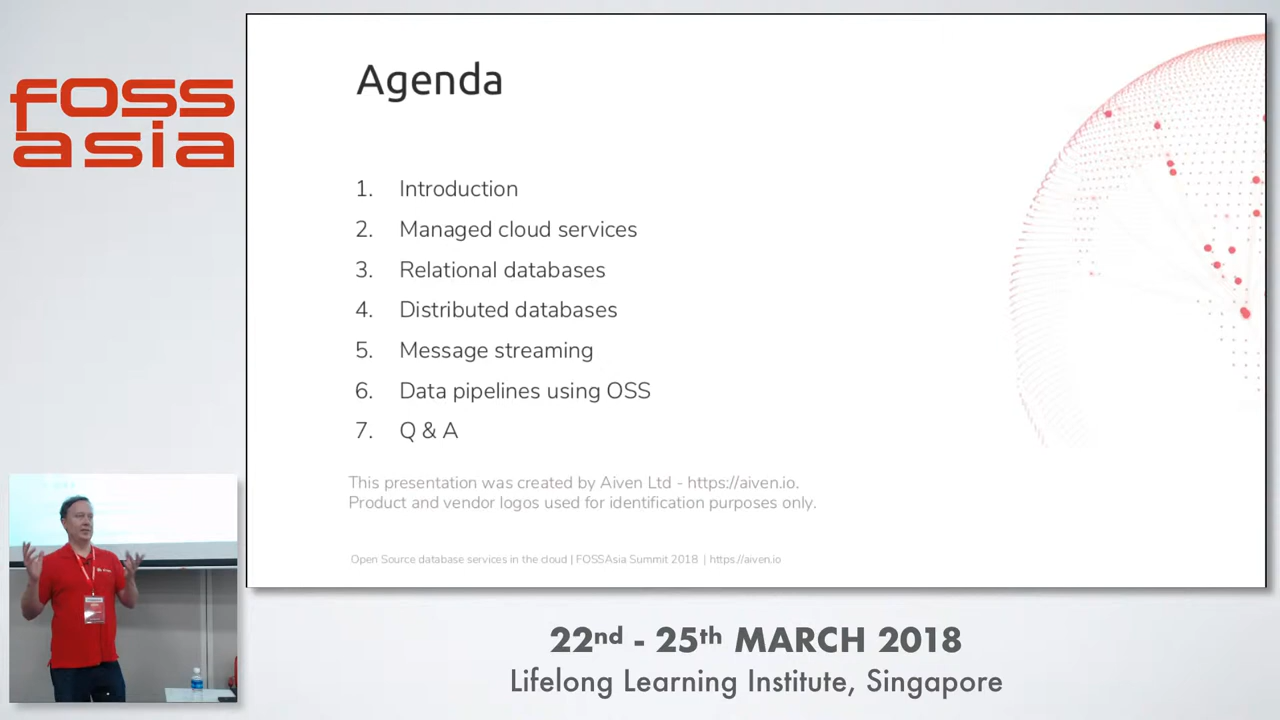 foss
asia
Agenda
1. Introduction
2. Managed cloud services
3. Relational databases
4. Distributed databases
5. Message streaming
6. Data pipelines using OSS
7. Q & A
This presentation was created by Aiven Ltd - https://aiven.io.
Product and vendor logos used for identification purposes only.
Open Source database services in the cloud | FOSSAsia Summit 2018 | https://aiven.io
22nd - 25th MARCH 2018
Lifelong Learning Institute, Singapore